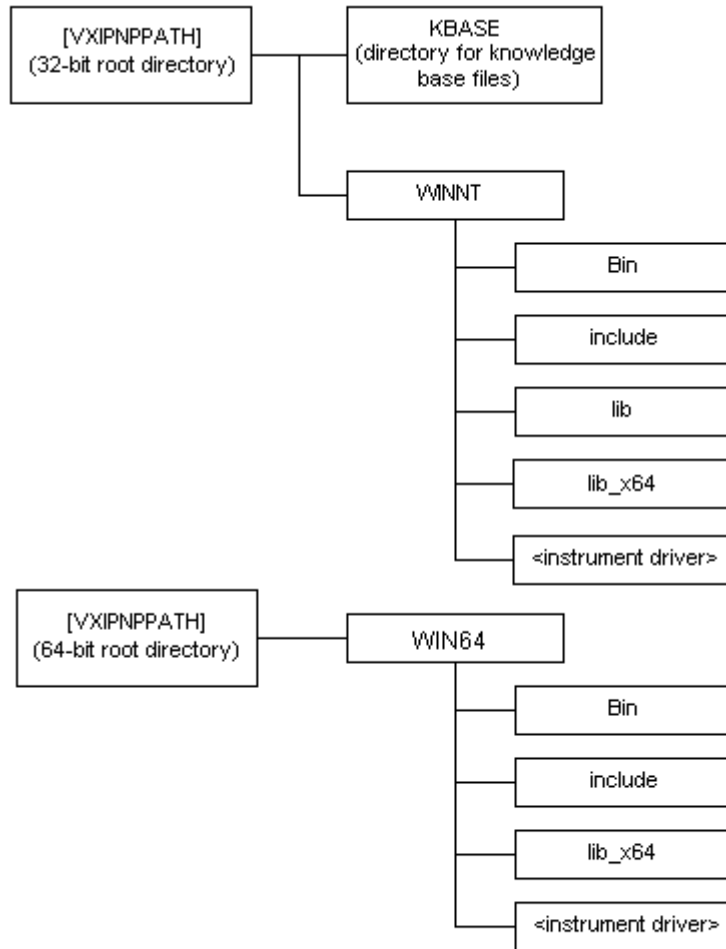 [VXIPNPPATH]
(32-bit root directory)
KBASE
(directory for knowledge
base files)
WINNT
Bin
include
lib
lib_x64
<instrument driver>
[VXIPNPPATH]
(64-bit root directory)
WIN64
Bin
include
lib_x64
<instrument driver>